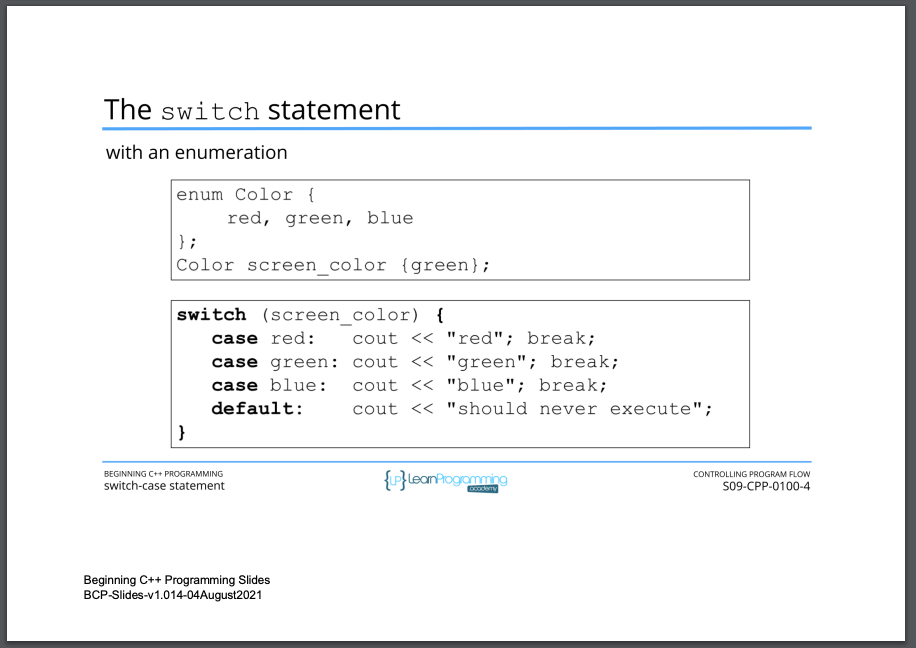 The switch statement
with an enumeration
enum Color {
    red, green, blue
};
Color screen_color {green};
switch (screen_color) {
   case red:   cout << "red"; break;
   case green: cout << "green"; break;
   case blue:  cout << "blue"; break;
   default:    cout << "should never execute";
}
BEGINNING C++ PROGRAMMING
switch-case statement
{LP} LearnProgramming
academy
CONTROLLING PROGRAM FLOW
S09-CPP-0100-4
Beginning C++ Programming Slides
BCP-Slides-v1.014-04August2021